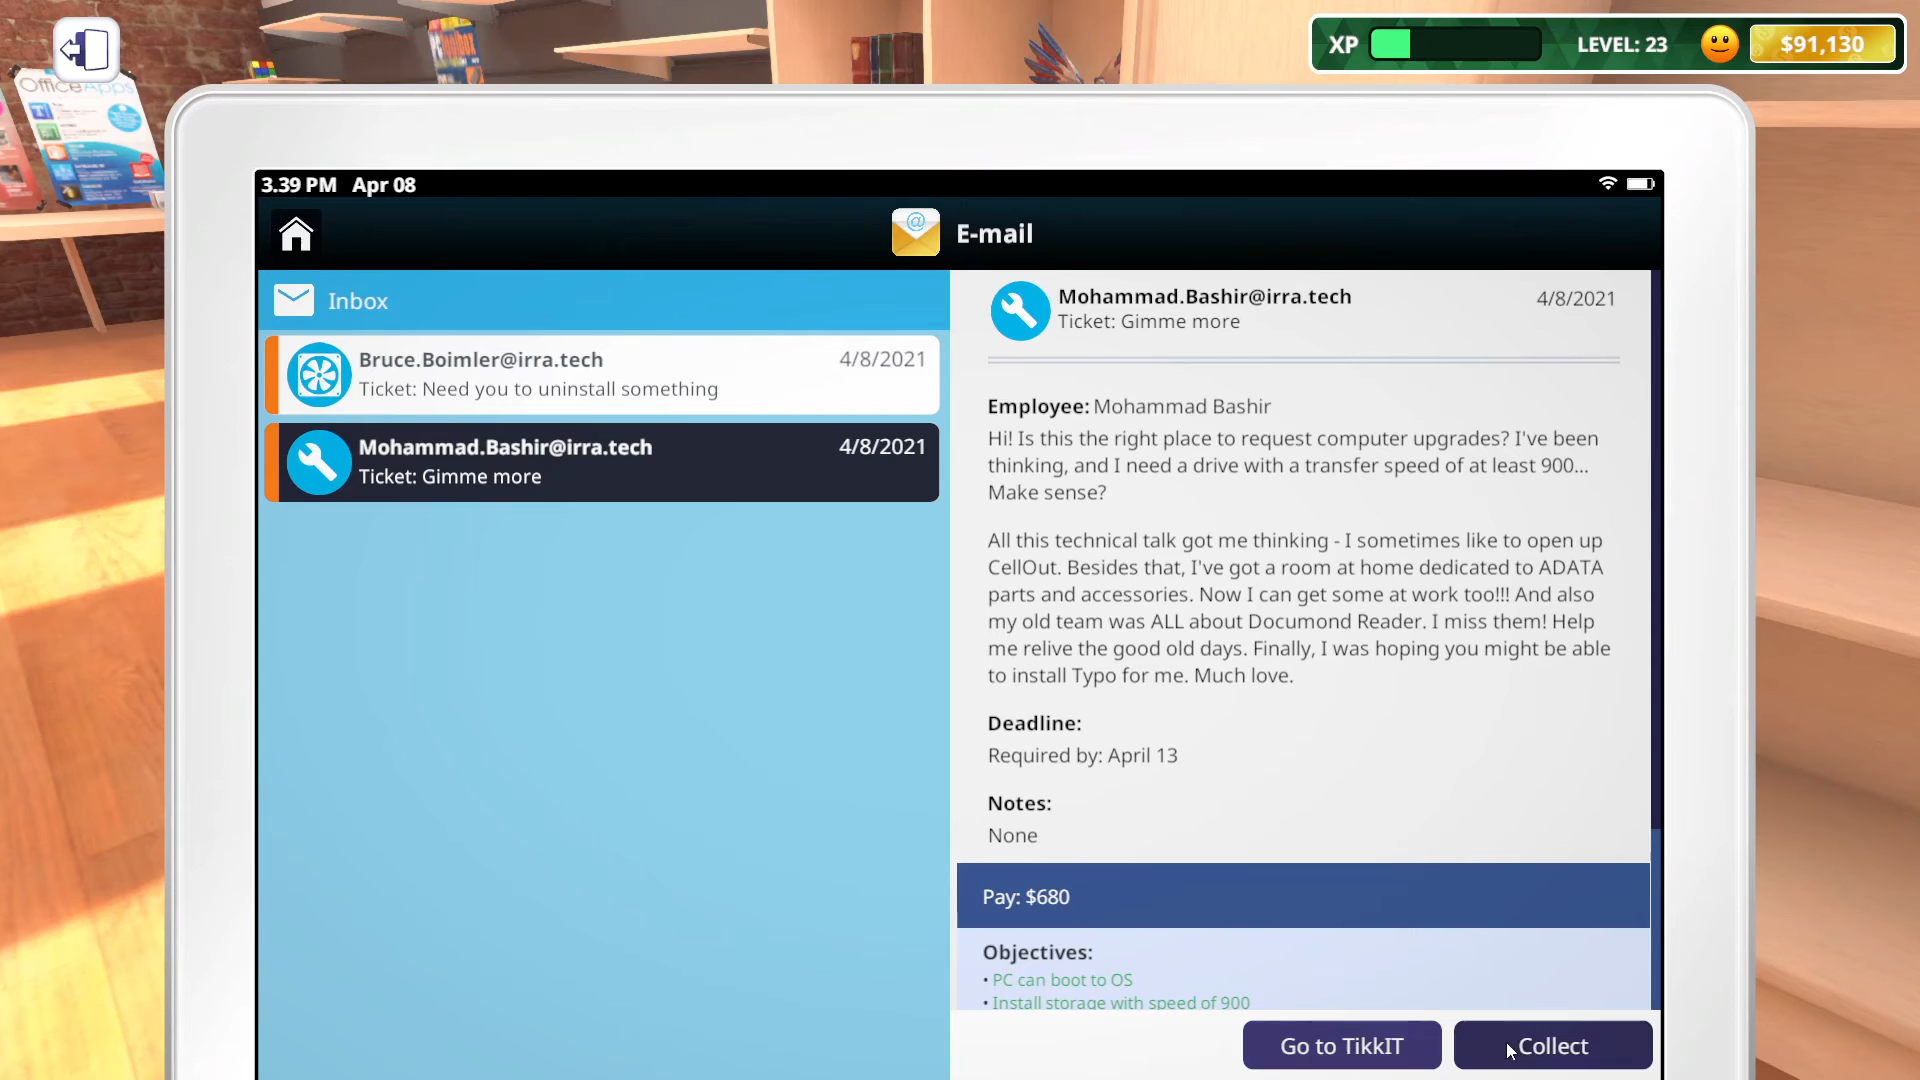 XP
LEVEL: 23
$91,130
OfficeApps
3.39 PM Apr 08
E-mail
Inbox
Bruce.Boimler@irra.tech
4/8/2021
Ticket: Need you to uninstall something
Mohammad.Bashir@irra.tech
4/8/2021
Ticket: Gimme more
Mohammad.Bashir@irra.tech
4/8/2021
Ticket: Gimme more
Employee: Mohammad Bashir
Hi! Is this the right place to request computer upgrades? I've been
thinking, and I need a drive with a transfer speed of at least 900...
Make sense?
All this technical talk got me thinking - I sometimes like to open up
CellOut. Besides that, I've got a room at home dedicated to ADATA
parts and accessories. Now I can get some at work too!!! And also
my old team was ALL about Documond Reader. I miss them! Help
me relive the good old days. Finally, I was hoping you might be able
to install Typo for me. Much love.
Deadline:
Required by: April 13
Notes:
None
Pay: $680
Objectives:
• PC can boot to OS
• Install storage with speed of 900
Go to TikkIT
Collect